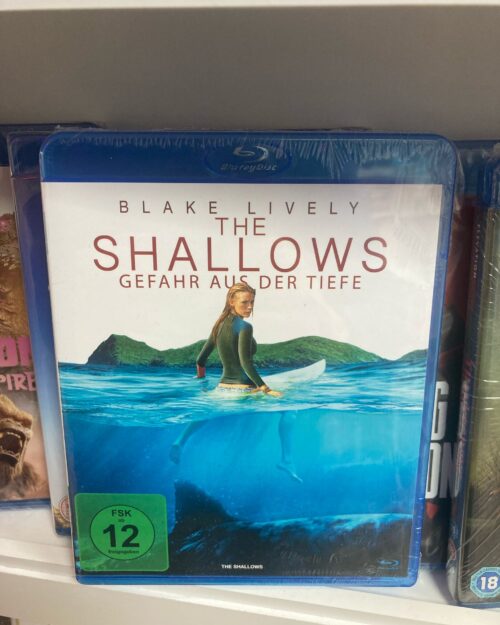 Blu-ray Disc
BLAKE LIVELY
THE
SHALLOWS
GEFAHR AUS DER TIEFE
FSK
ab
12
freigegeben
THE SHALLOWS
18